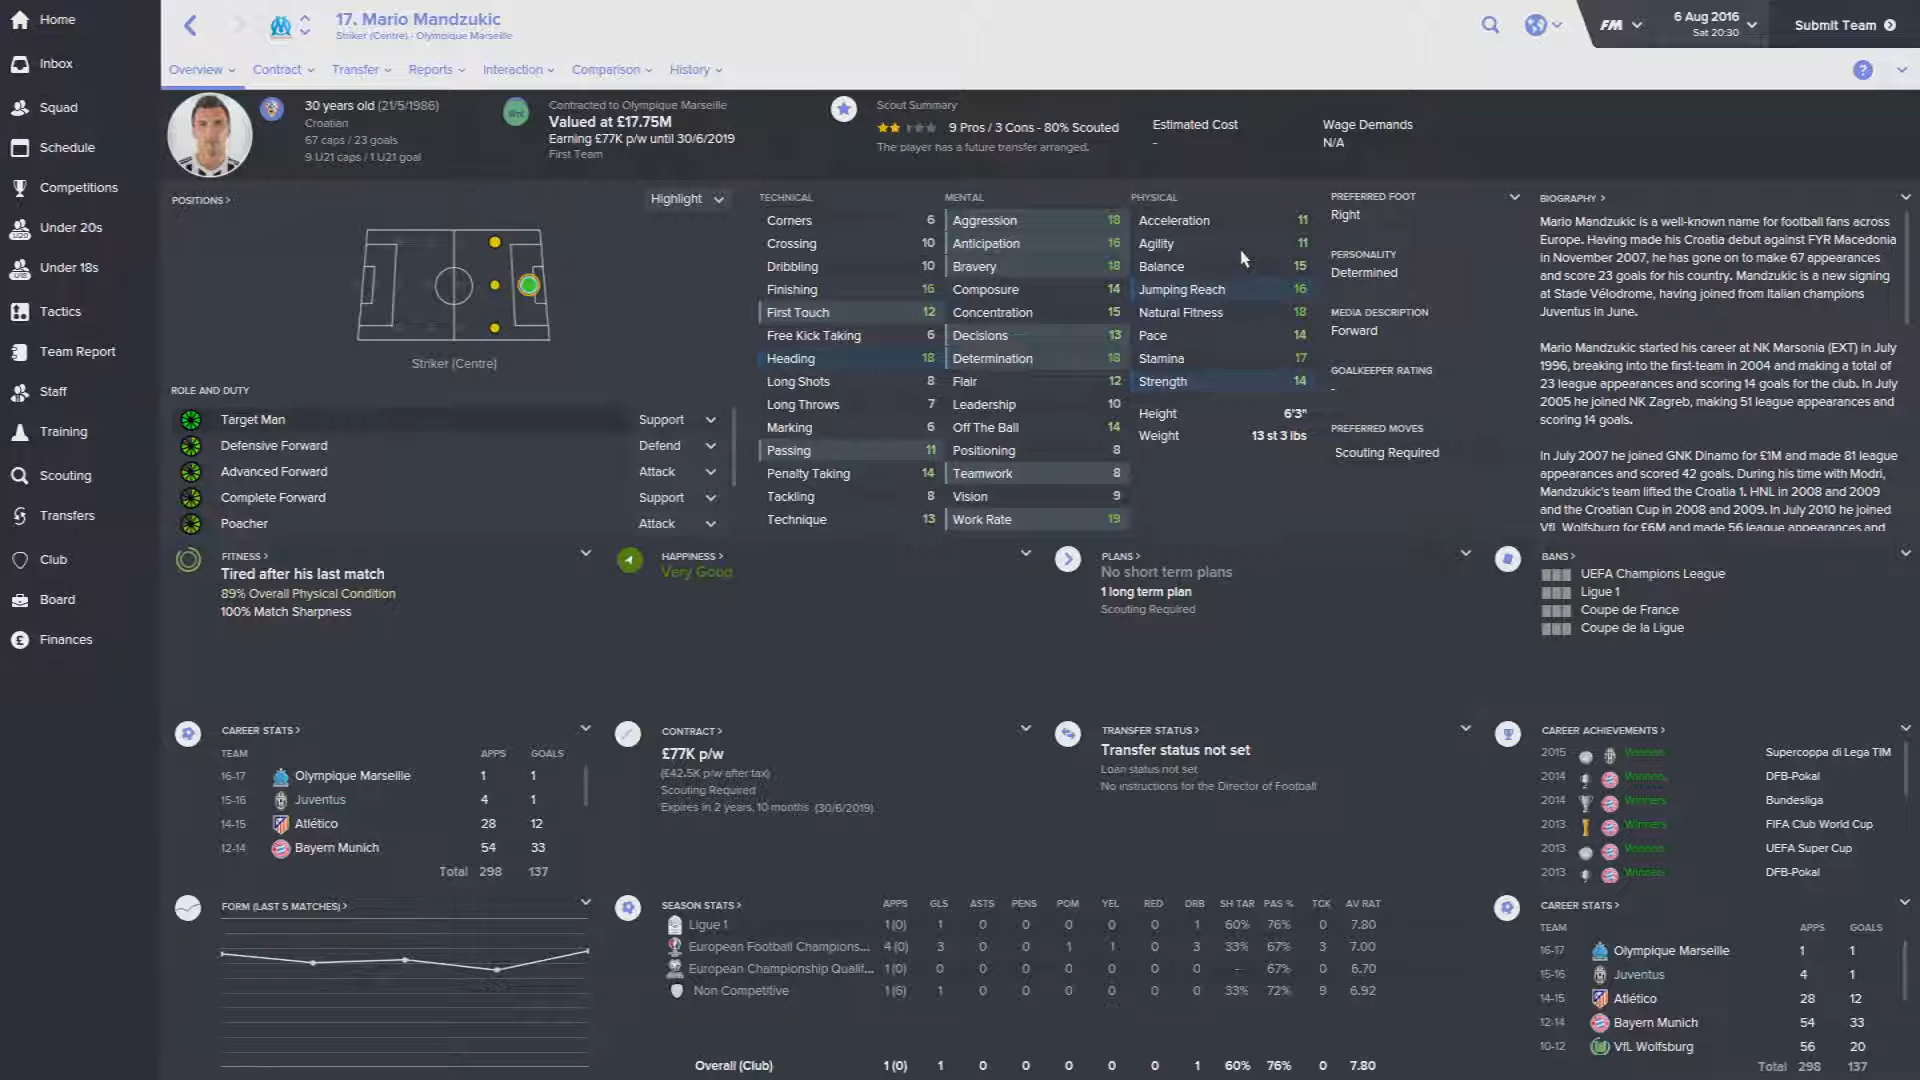 Home
Inbox
Squad
Schedule
Competitions
Under 20s
Under 18s
Tactics
Team Report
Staff
Training
Scouting
Transfers
Club
Board
Finances
17. Mario Mandzukic
Striker (Centre) - Olympique Marseille
FM
6 Aug 2016
Sat 20:30
Submit Team
Overview Contract Transfer Reports Interaction Comparison History
?
30 years old (21/5/1986)
Croatian
67 caps / 23 goals
9 U21 caps / 1 U21 goal
Wnt
Contracted to Olympique Marseille
Valued at £17.75M
Earning £77K p/w until 30/6/2019
First Team
Scout Summary
9 Pros / 3 Cons - 80% Scouted
The player has a future transfer arranged.
Estimated Cost
-
Wage Demands
N/A
POSITIONS >
Highlight
Striker (Centre)
ROLE AND DUTY
Target Man Support
Defensive Forward Defend
Advanced Forward Attack
Complete Forward Support
Poacher Attack
TECHNICAL
Corners 6
Crossing 10
Dribbling 10
Finishing 16
First Touch 12
Free Kick Taking 6
Heading 18
Long Shots 8
Long Throws 7
Marking 6
Passing 11
Penalty Taking 14
Tackling 8
Technique 13
MENTAL
Aggression 18
Anticipation 16
Bravery 18
Composure 14
Concentration 15
Decisions 13
Determination 18
Flair 12
Leadership 10
Off The Ball 14
Positioning 8
Teamwork 8
Vision 9
Work Rate 19
PHYSICAL
Acceleration 11
Agility 11
Balance 15
Jumping Reach 16
Natural Fitness 18
Pace 14
Stamina 17
Strength 14
Height 6'3"
Weight 13 st 3 lbs
PREFERRED FOOT
Right
PERSONALITY
Determined
MEDIA DESCRIPTION
Forward
GOALKEEPER RATING
-
PREFERRED MOVES
Scouting Required
BIOGRAPHY >
Mario Mandzukic is a well-known name for football fans across
Europe. Having made his Croatia debut against FYR Macedonia
in November 2007, he has gone on to make 67 appearances
and score 23 goals for his country. Mandzukic is a new signing
at Stade Vélodrome, having joined from Italian champions
Juventus in June.
Mario Mandzukic started his career at NK Marsonia (EXT) in July
1996, breaking into the first-team in 2004 and making a total of
23 league appearances and scoring 14 goals for the club. In July
2005 he joined NK Zagreb, making 51 league appearances and
scoring 14 goals.
In July 2007 he joined GNK Dinamo for £1M and made 81 league
appearances and scored 42 goals. During his time with Modri,
Mandzukic's team lifted the Croatia 1. HNL in 2008 and 2009
and the Croatian Cup in 2008 and 2009. In July 2010 he joined
VfL Wolfsburg for £6M and made 56 league appearances and
FITNESS >
Tired after his last match
89% Overall Physical Condition
100% Match Sharpness
HAPPINESS >
Very Good
PLANS >
No short term plans
1 long term plan
Scouting Required
BANS >
UEFA Champions League
Ligue 1
Coupe de France
Coupe de la Ligue
CAREER STATS >
TEAM APPS GOALS
16-17 Olympique Marseille 1 1
15-16 Juventus 4 1
14-15 Atlético 28 12
12-14 Bayern Munich 54 33
Total 298 137
CONTRACT >
£77K p/w
(£42.5K p/w after tax)
Scouting Required
Expires in 2 years, 10 months (30/6/2019)
TRANSFER STATUS >
Transfer status not set
Loan status not set
No instructions for the Director of Football
CAREER ACHIEVEMENTS >
2015 Winners Supercoppa di Lega TIM
2014 Winners DFB-Pokal
2014 Winners Bundesliga
2013 Winners FIFA Club World Cup
2013 Winners UEFA Super Cup
2013 Winners DFB-Pokal
FORM (LAST 5 MATCHES) >
SEASON STATS > APPS GLS ASTS PENS POM YEL RED DRB SH TAR PAS % TCK AV RAT
Ligue 1 1 (0) 1 0 0 0 0 0 1 60% 76% 0 7.80
European Football Champions... 4 (0) 3 0 0 1 1 0 3 33% 67% 3 7.00
European Championship Qualif... 1 (0) 0 0 0 0 0 0 0 - 67% 0 6.70
Non Competitive 1 (6) 1 0 0 0 0 0 0 33% 72% 9 6.92
Overall (Club) 1 (0) 1 0 0 0 0 0 1 60% 76% 0 7.80
CAREER STATS >
TEAM APPS GOALS
16-17 Olympique Marseille 1 1
15-16 Juventus 4 1
14-15 Atlético 28 12
12-14 Bayern Munich 54 33
10-12 VfL Wolfsburg 56 20
Total 298 137